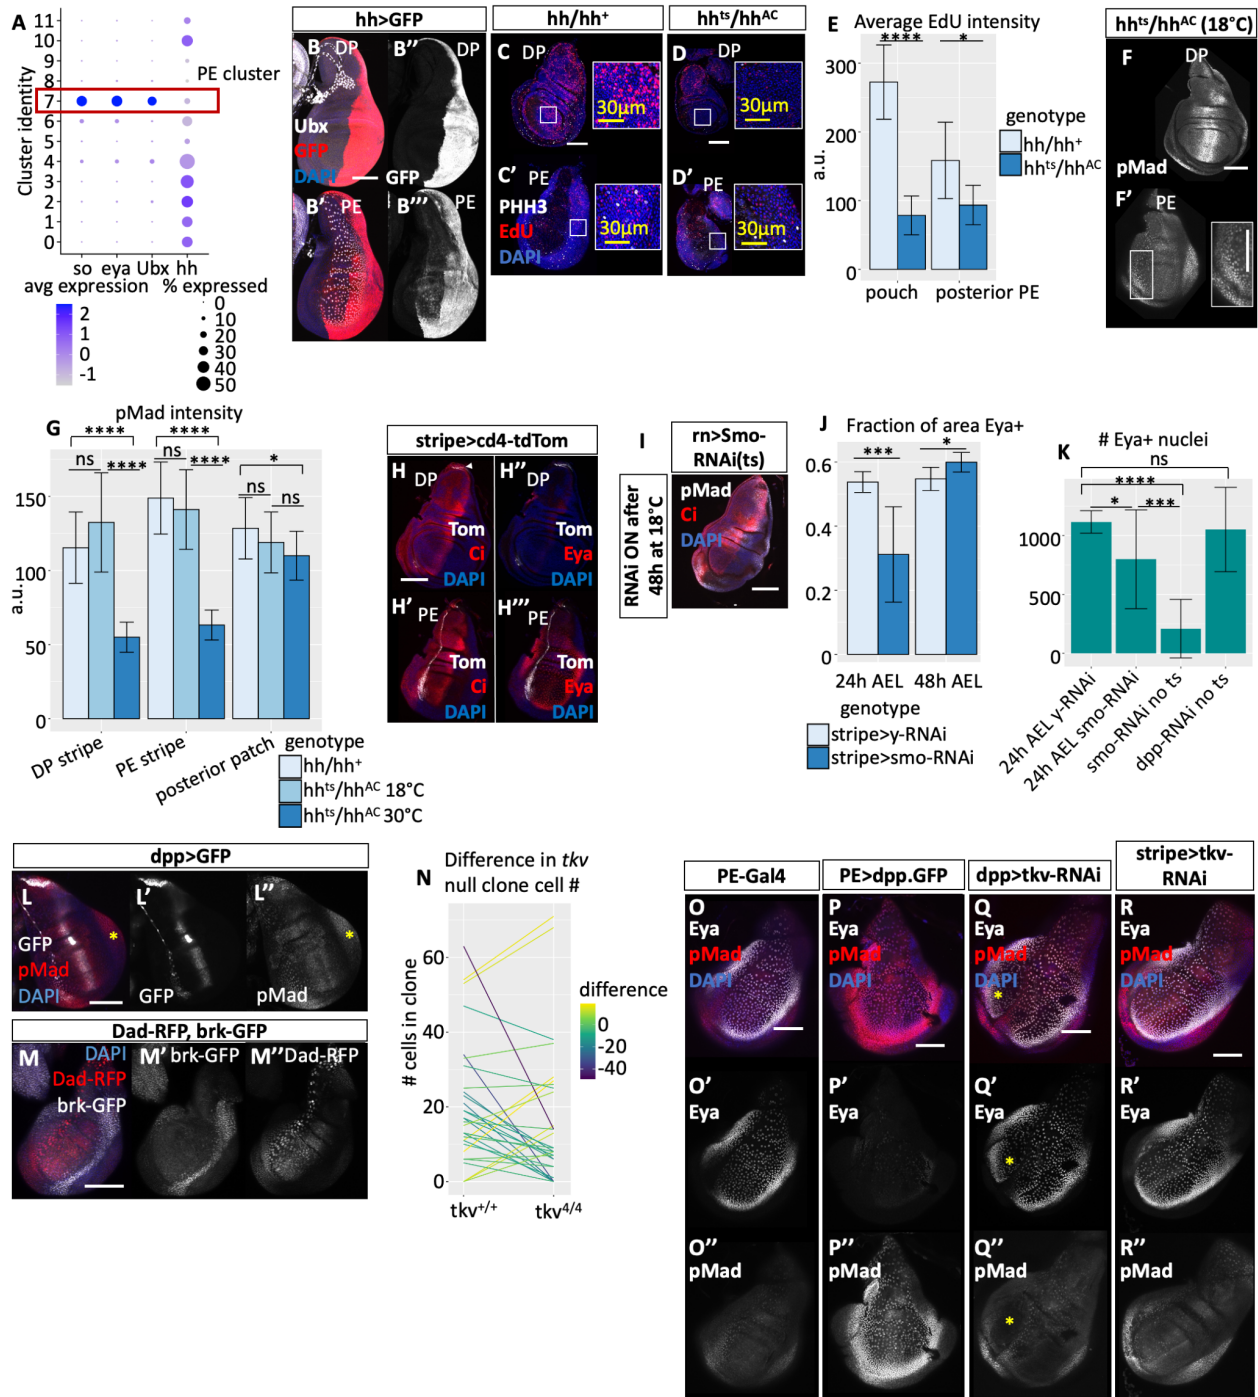 A
11
10
9
8
7
6
5
4
3
2
1
0
Cluster identity
PE cluster
so eya Ubx hh
avg expression
2
1
0
-1
% expressed
0
10
20
30
40
50
hh>GFP
B DP
Ubx
GFP
DAPI
B'' DP
GFP
B' PE
B''' PE
hh/hh⁺
C DP
30µm
C' PE
PHH3
EdU
DAPI
30µm
hhᵗˢ/hhᴬᶜ
D DP
30µm
D' PE
30µm
E Average EdU intensity
****
*
300
200
100
0
a.u.
pouch posterior PE
genotype
hh/hh⁺
hhᵗˢ/hhᴬᶜ
hhᵗˢ/hhᴬᶜ (18°C)
F
DP
pMad
F'
PE
G
pMad intensity
**** ****
ns **** ns **** *
ns ns
150
100
50
0
a.u.
DP stripe
PE stripe
posterior patch
genotype
hh/hh⁺
hhᵗˢ/hhᴬᶜ 18°C
hhᵗˢ/hhᴬᶜ 30°C
stripe>cd4-tdTom
H
DP
Tom
Ci
DAPI
H''
Tom
Eya
DAPI
H'
PE
Tom
Ci
DAPI
H'''
PE
Tom
Eya
DAPI
I
rn>Smo-
RNAi(ts)
RNAi ON after
48h at 18°C
pMad
Ci
DAPI
J
Fraction of area Eya+
***
*
0.6
0.4
0.2
0
24h AEL 48h AEL
genotype
stripe>y-RNAi
stripe>smo-RNAi
K
# Eya+ nuclei
ns
****
* ***
1000
500
0
24h AEL y-RNAi
24h AEL smo-RNAi
smo-RNAi no ts
dpp-RNAi no ts
dpp>GFP
L
GFP
pMad
DAPI
*
L'
GFP
L''
*
pMad
Dad-RFP, brk-GFP
M
DAPI
Dad-RFP
brk-GFP
M' brk-GFP
M'' Dad-RFP
N
Difference in tkv
null clone cell #
60
40
20
0
# cells in clone
tkv⁺/⁺ tkv⁴/⁴
difference
0
-20
-40
PE-Gal4
O
Eya
pMad
DAPI
O'
Eya
O''
pMad
PE>dpp.GFP
P
Eya
pMad
DAPI
P'
Eya
P''
pMad
dpp>tkv-RNAi
Q
Eya
pMad
DAPI
*
Q'
Eya
*
Q''
pMad
*
stripe>tkv-
RNAi
R
Eya
pMad
DAPI
R'
Eya
R''
pMad